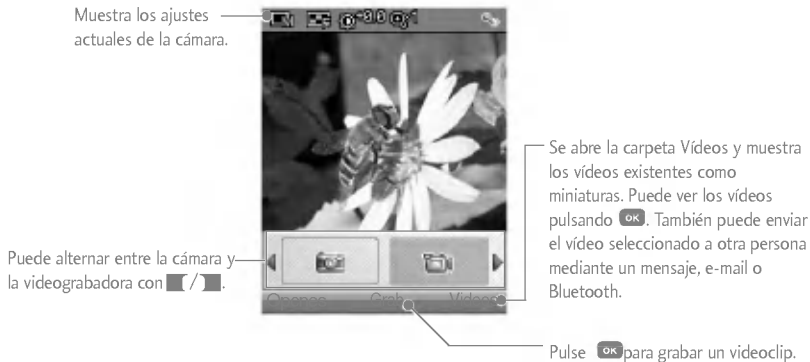 Muestra los ajustes
actuales de la cámara.
Se abre la carpeta Vídeos y muestra
los vídeos existentes como
miniaturas. Puede ver los vídeos
pulsando OK. También puede enviar
el vídeo seleccionado a otra persona
mediante un mensaje, e-mail o
Bluetooth.
Puede alternar entre la cámara y
la videograbadora con / .
Pulse OK para grabar un videoclip.